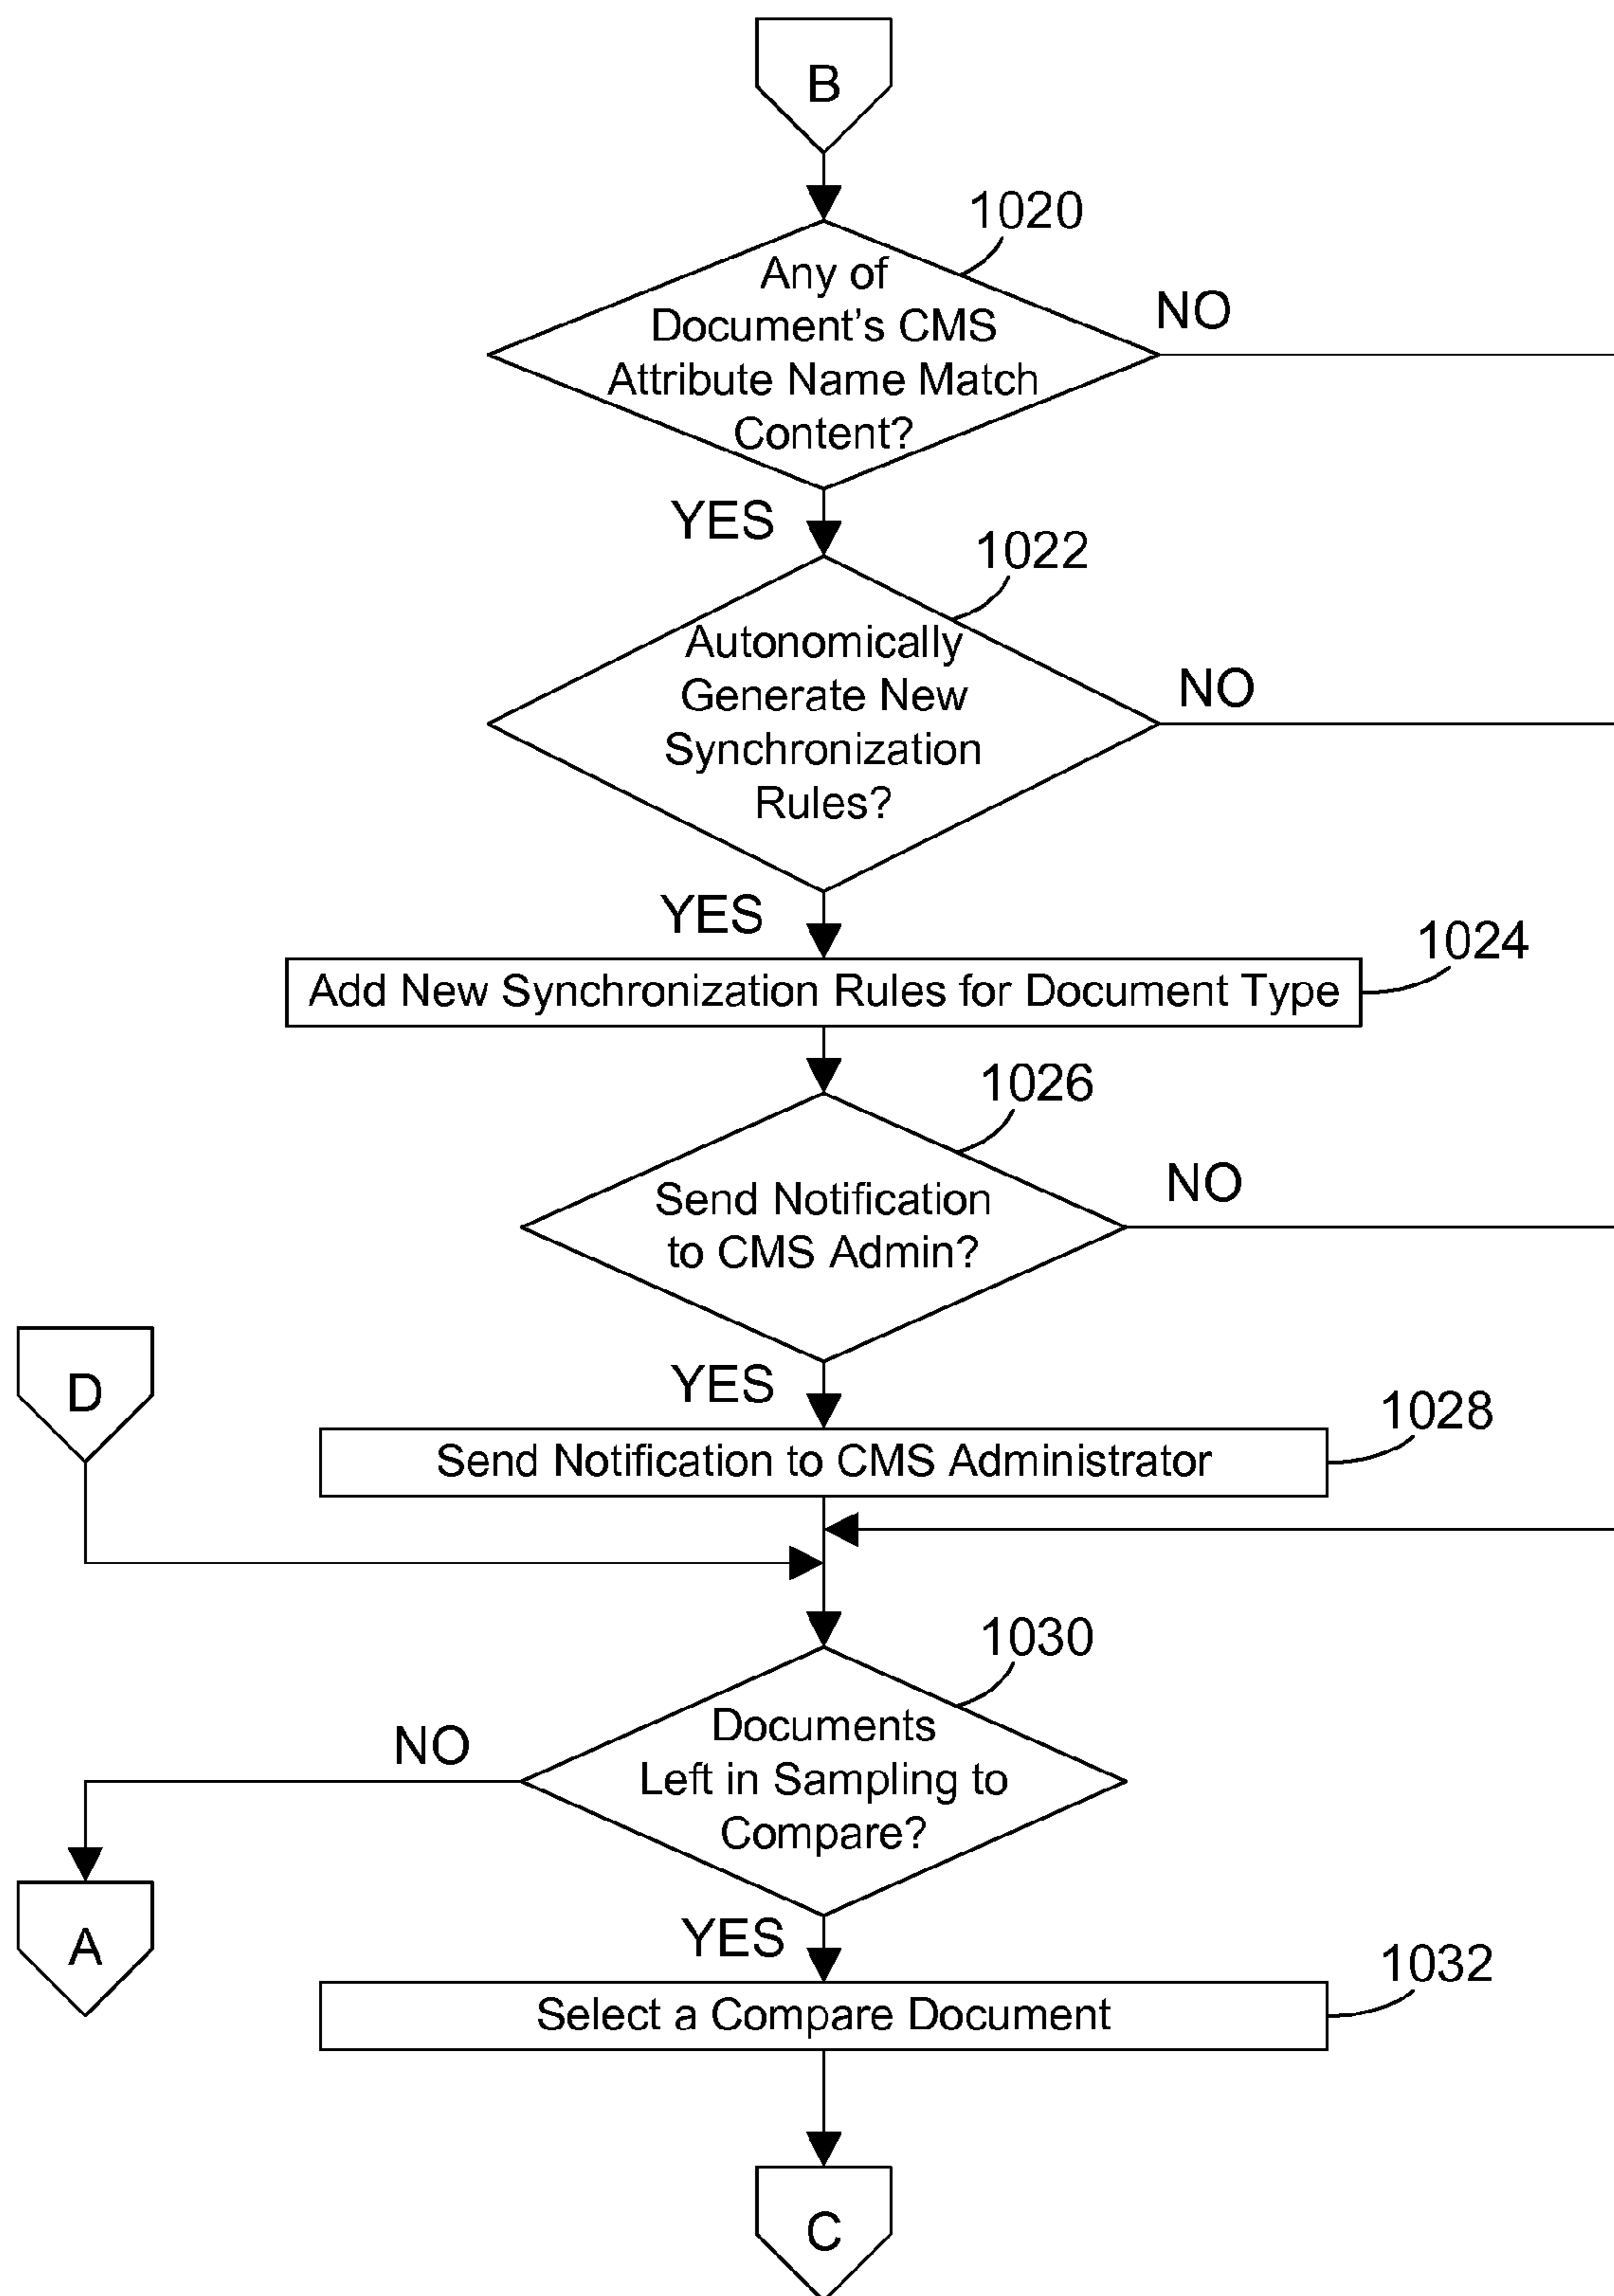 B
1020
Any of
Document's CMS
Attribute Name Match
Content?
NO
YES
1022
Autonomically
Generate New
Synchronization
Rules?
NO
YES
1024
Add New Synchronization Rules for Document Type
1026
Send Notification
to CMS Admin?
NO
YES
D
1028
Send Notification to CMS Administrator
1030
Documents
Left in Sampling to
Compare?
NO
YES
A
1032
Select a Compare Document
C